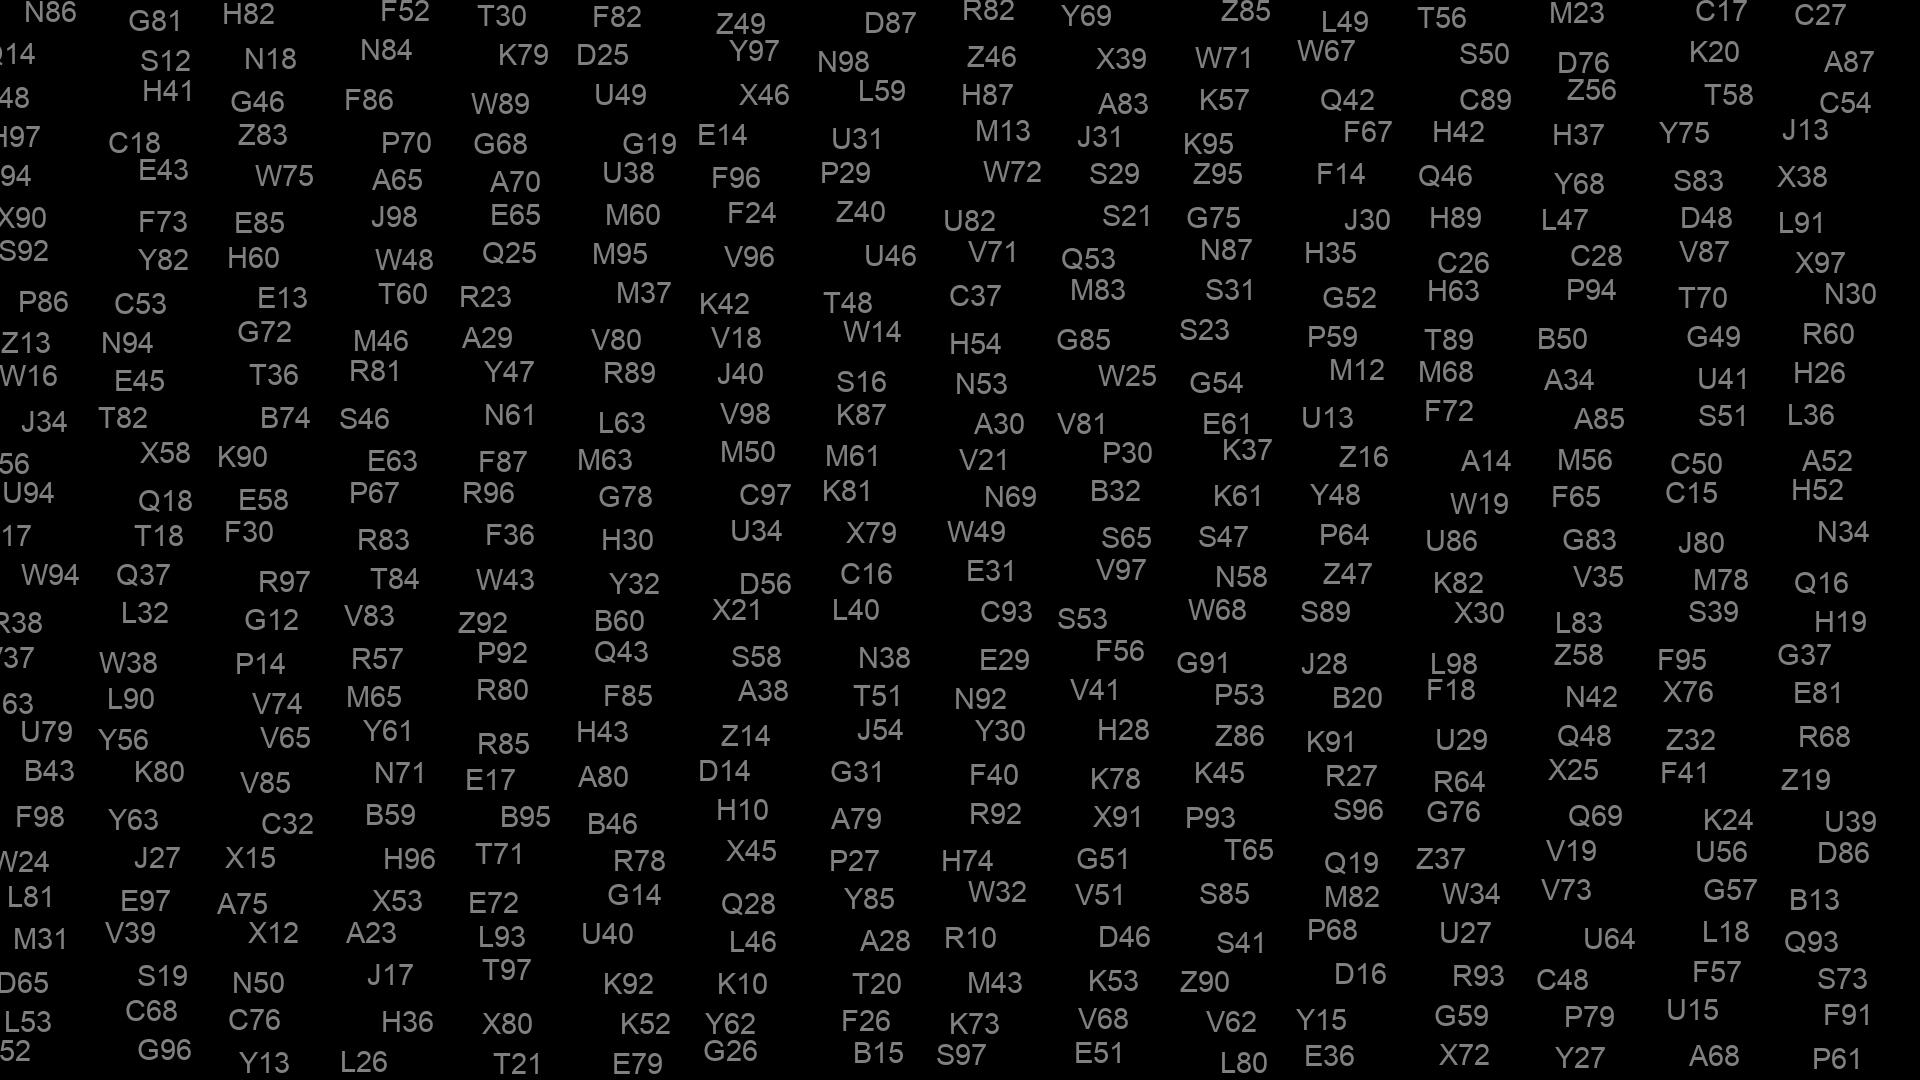 N86 G81 H82 F52 T30 F82 Z49 D87 R82 Y69 Z85 L49 T56 M23 C17 C27
S12 N18 N84 K79 D25 Y97 N98 Z46 X39 W71 W67 S50 D76 K20 A87
H41 G46 F86 W89 U49 X46 L59 H87 A83 K57 Q42 C89 Z56 T58 C54
H97 C18 Z83 P70 G68 G19 E14 U31 M13 J31 K95 F67 H42 H37 Y75 J13
E43 W75 A65 A70 U38 F96 P29 W72 S29 Z95 F14 Q46 Y68 S83 X38
X90 F73 E85 J98 E65 M60 F24 Z40 U82 S21 G75 J30 H89 L47 D48 L91
S92 Y82 H60 W48 Q25 M95 V96 U46 V71 Q53 N87 H35 C26 C28 V87 X97
P86 C53 E13 T60 R23 M37 K42 T48 C37 M83 S31 G52 H63 P94 T70 N30
Z13 N94 G72 M46 A29 V80 V18 W14 H54 G85 S23 P59 T89 B50 G49 R60
W16 E45 T36 R81 Y47 R89 J40 S16 N53 W25 G54 M12 M68 A34 U41 H26
J34 T82 B74 S46 N61 L63 V98 K87 A30 V81 E61 U13 F72 A85 S51 L36
X58 K90 E63 F87 M63 M50 M61 V21 P30 K37 Z16 A14 M56 C50 A52
U94 Q18 E58 P67 R96 G78 C97 K81 N69 B32 K61 Y48 W19 F65 C15 H52
T18 F30 R83 F36 H30 U34 X79 W49 S65 S47 P64 U86 G83 J80 N34
W94 Q37 R97 T84 W43 Y32 D56 C16 E31 V97 N58 Z47 K82 V35 M78 Q16
R38 L32 G12 V83 Z92 B60 X21 L40 C93 S53 W68 S89 X30 L83 S39 H19
W38 P14 R57 P92 Q43 S58 N38 E29 F56 G91 J28 L98 Z58 F95 G37
L90 V74 M65 R80 F85 A38 T51 N92 V41 P53 B20 F18 N42 X76 E81
U79 Y56 V65 Y61 R85 H43 Z14 J54 Y30 H28 Z86 K91 U29 Q48 Z32 R68
B43 K80 V85 N71 E17 A80 D14 G31 F40 K78 K45 R27 R64 X25 F41 Z19
F98 Y63 C32 B59 B95 B46 H10 A79 R92 X91 P93 S96 G76 Q69 K24 U39
W24 J27 X15 H96 T71 R78 X45 P27 H74 G51 T65 Q19 Z37 V19 U56 D86
L81 E97 A75 X53 E72 G14 Q28 Y85 W32 V51 S85 M82 W34 V73 G57 B13
M31 V39 X12 A23 L93 U40 L46 A28 R10 D46 S41 P68 U27 U64 L18 Q93
D65 S19 N50 J17 T97 K92 K10 T20 M43 K53 Z90 D16 R93 C48 F57 S73
L53 C68 C76 H36 X80 K52 Y62 F26 K73 V68 V62 Y15 G59 P79 U15 F91
G96 Y13 L26 T21 E79 G26 B15 S97 E51 L80 E36 X72 Y27 A68 P61